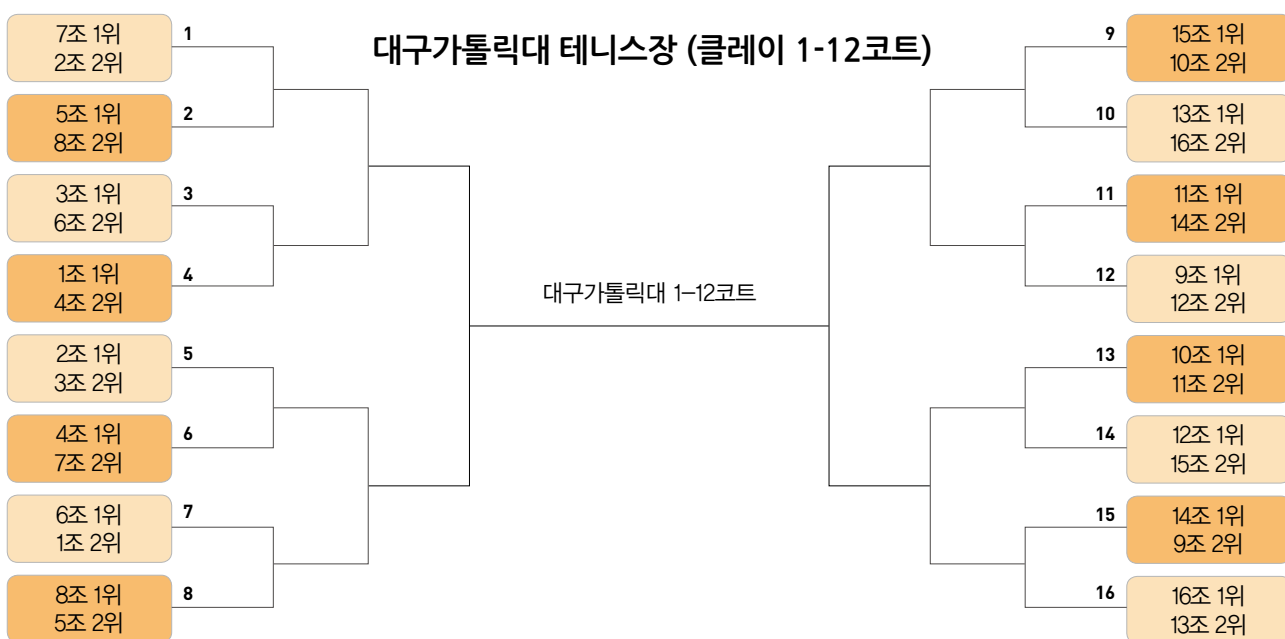 대구가톨릭대 테니스장 (클레이 1-12코트)
7조 1위
2조 2위
1
5조 1위
8조 2위
2
3조 1위
6조 2위
3
1조 1위
4조 2위
4
2조 1위
3조 2위
5
4조 1위
7조 2위
6
6조 1위
1조 2위
7
8조 1위
5조 2위
8
대구가톨릭대 1-12코트
9
15조 1위
10조 2위
10
13조 1위
16조 2위
11
11조 1위
14조 2위
12
9조 1위
12조 2위
13
10조 1위
11조 2위
14
12조 1위
15조 2위
15
14조 1위
9조 2위
16
16조 1위
13조 2위